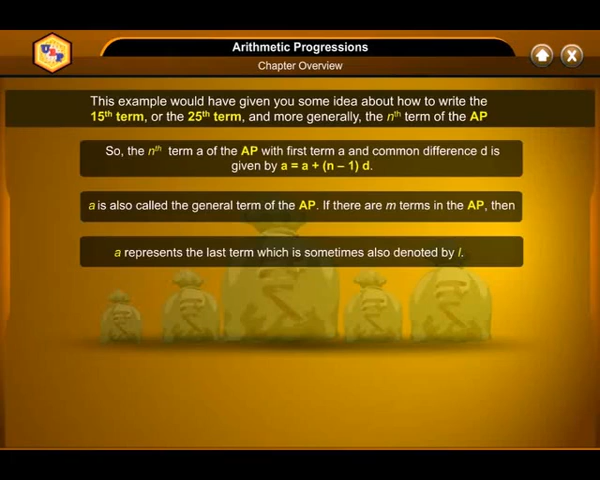 Arithmetic Progressions
Chapter Overview
This example would have given you some idea about how to write the
15th term, or the 25th term, and more generally, the nth term of the AP
So, the nth term a of the AP with first term a and common difference d is
given by a = a + (n – 1) d.
a is also called the general term of the AP. If there are m terms in the AP, then
a represents the last term which is sometimes also denoted by l.